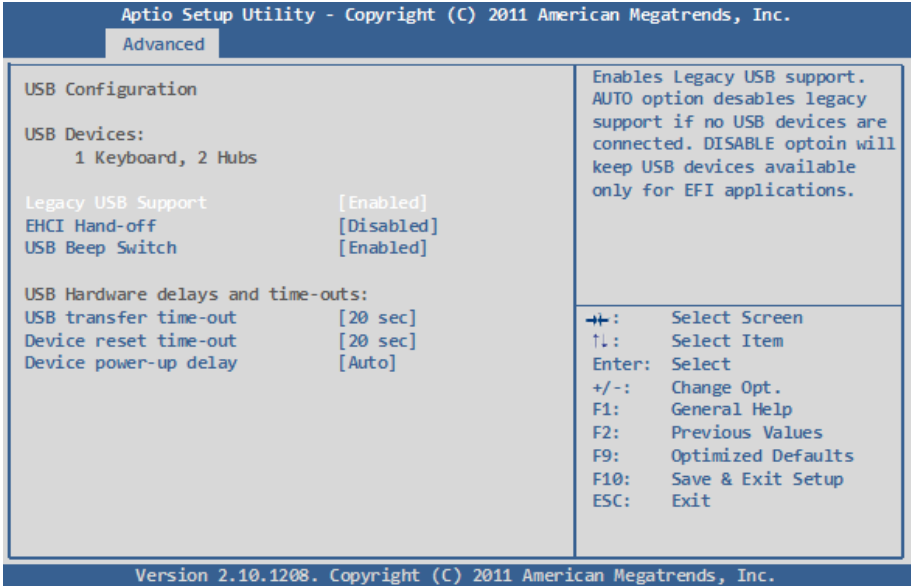 Aptio Setup Utility - Copyright (C) 2011 American Megatrends, Inc.
Advanced
USB Configuration
USB Devices:
1 Keyboard, 2 Hubs
Legacy USB Support [Enabled]
EHCI Hand-off [Disabled]
USB Beep Switch [Enabled]
USB Hardware delays and time-outs:
USB transfer time-out [20 sec]
Device reset time-out [20 sec]
Device power-up delay [Auto]
Enables Legacy USB support.
AUTO option desables legacy
support if no USB devices are
connected. DISABLE optoin will
keep USB devices available
only for EFI applications.
→←: Select Screen
↑↓: Select Item
Enter: Select
+/-: Change Opt.
F1: General Help
F2: Previous Values
F9: Optimized Defaults
F10: Save & Exit Setup
ESC: Exit
Version 2.10.1208. Copyright (C) 2011 American Megatrends, Inc.